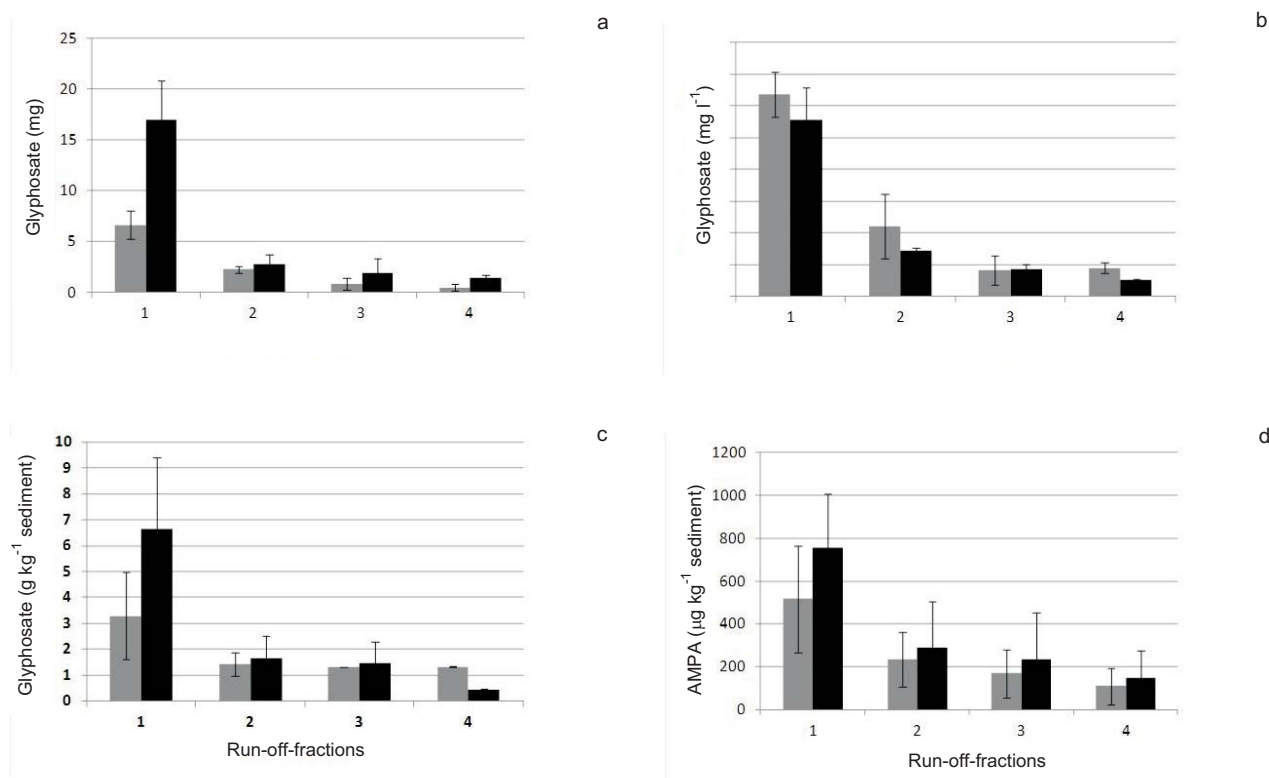 a
Glyphosate (mg)
25
20
15
10
5
0
1 2 3 4
b
Glyphosate (mg l⁻¹)
1 2 3 4
c
Glyphosate (g kg⁻¹ sediment)
10
9
8
7
6
5
4
3
2
1
0
1 2 3 4
Run-off-fractions
d
AMPA (µg kg⁻¹ sediment)
1200
1000
800
600
400
200
0
1 2 3 4
Run-off-fractions